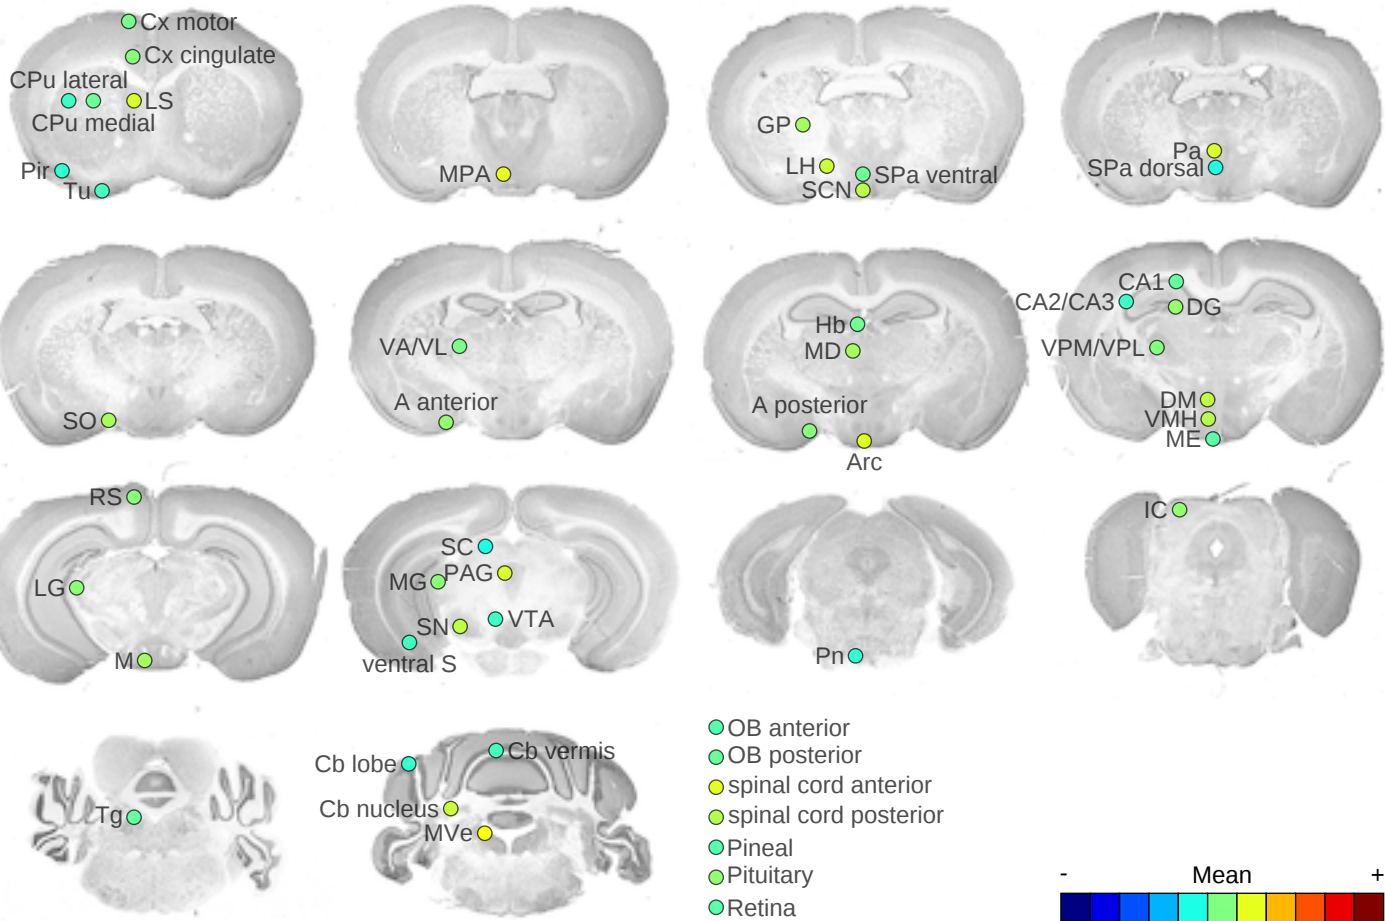 Cx motor
Cx cingulate
CPu lateral
LS
CPu medial
Pir
Tu
MPA
GP
LH
SPa ventral
SCN
Pa
SPa dorsal
SO
VA/VL
A anterior
Hb
MD
A posterior
Arc
CA1
CA2/CA3
DG
VPM/VPL
DM
VMH
ME
RS
LG
M
SC
PAG
MG
SN
VTA
ventral S
Pn
IC
Tg
Cb lobe
Cb vermis
Cb nucleus
MVe
OB anterior
OB posterior
spinal cord anterior
spinal cord posterior
Pineal
Pituitary
Retina
- Mean +